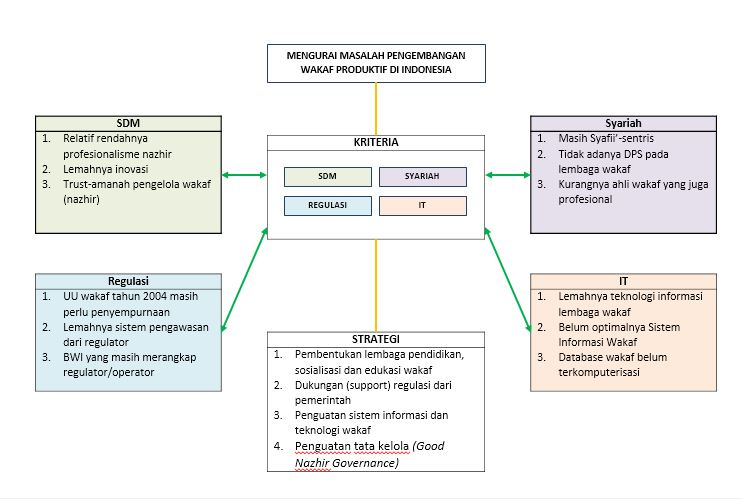 MENGURAI MASALAH PENGEMBANGAN
WAKAF PRODUKTIF DI INDONESIA
SDM
1. Relatif rendahnya
profesionalisme nazhir
2. Lemahnya inovasi
3. Trust-amanah pengelola wakaf
(nazhir)
KRITERIA
SDM
SYARIAH
REGULASI
IT
Syariah
1. Masih Syafii'-sentris
2. Tidak adanya DPS pada
lembaga wakaf
3. Kurangnya ahli wakaf yang juga
profesional
Regulasi
1. UU wakaf tahun 2004 masih
perlu penyempurnaan
2. Lemahnya sistem pengawasan
dari regulator
3. BWI yang masih merangkap
regulator/operator
IT
1. Lemahnya teknologi informasi
lembaga wakaf
2. Belum optimalnya Sistem
Informasi Wakaf
3. Database wakaf belum
terkomputerisasi
STRATEGI
1. Pembentukan lembaga pendidikan,
sosialisasi dan edukasi wakaf
2. Dukungan (support) regulasi dari
pemerintah
3. Penguatan sistem informasi dan
teknologi wakaf
4. Penguatan tata kelola (Good
Nazhir Governance)